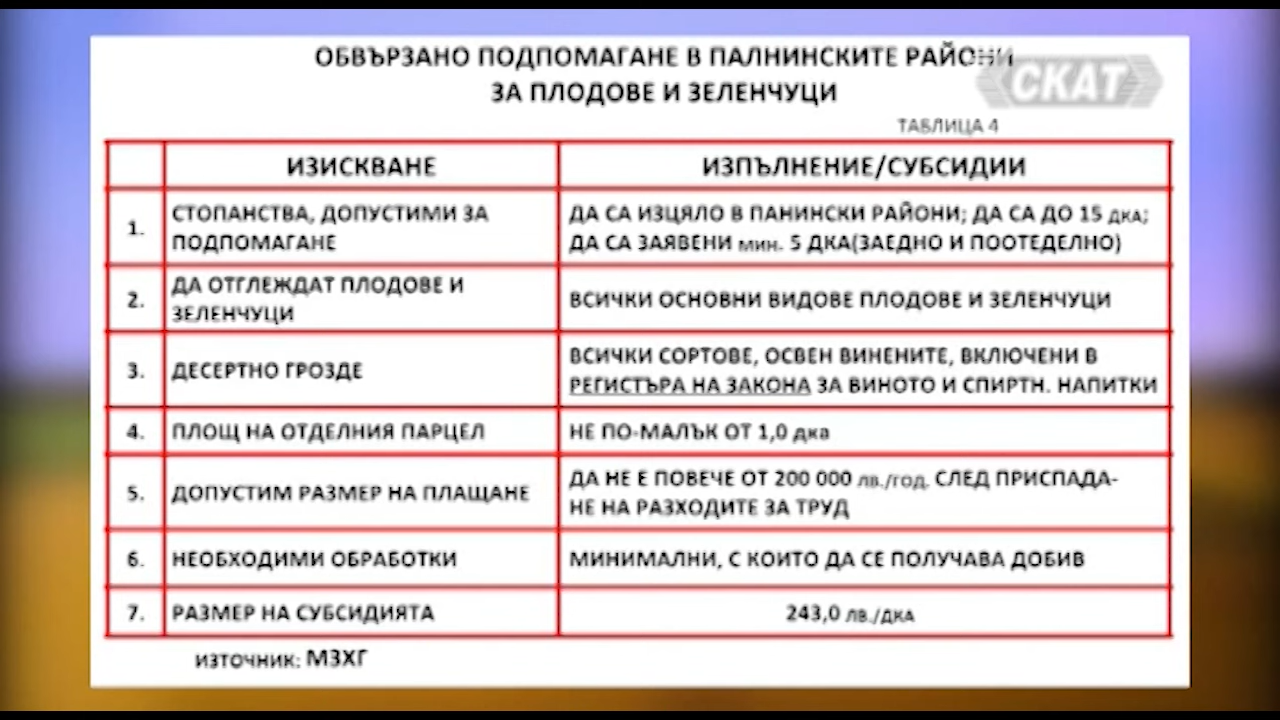 ОБВЪРЗАНО ПОДПОМАГАНЕ В ПАЛНИНСКИТЕ РАЙОНИ
ЗА ПЛОДОВЕ И ЗЕЛЕНЧУЦИ
СКАТ
ТАБЛИЦА 4
ИЗИСКВАНЕ ИЗПЪЛНЕНИЕ/СУБСИДИИ
1. СТОПАНСТВА, ДОПУСТИМИ ЗА
ПОДПОМАГАНЕ
ДА СА ИЗЦЯЛО В ПАНИНСКИ РАЙОНИ; ДА СА ДО 15 ДКА;
ДА СА ЗАЯВЕНИ мин. 5 ДКА(ЗАЕДНО И ПООТЕДЕЛНО)
2. ДА ОТГЛЕЖДАТ ПЛОДОВЕ И
ЗЕЛЕНЧУЦИ
ВСИЧКИ ОСНОВНИ ВИДОВЕ ПЛОДОВЕ И ЗЕЛЕНЧУЦИ
3. ДЕСЕРТНО ГРОЗДЕ
ВСИЧКИ СОРТОВЕ, ОСВЕН ВИНЕНИТЕ, ВКЛЮЧЕНИ В
РЕГИСТЪРА НА ЗАКОНА ЗА ВИНОТО И СПИРТН. НАПИТКИ
4. ПЛОЩ НА ОТДЕЛНИЯ ПАРЦЕЛ
НЕ ПО-МАЛЪК ОТ 1,0 дка
5. ДОПУСТИМ РАЗМЕР НА ПЛАЩАНЕ
ДА НЕ Е ПОВЕЧЕ ОТ 200 000 лв./год. СЛЕД ПРИСПАДА-
НЕ НА РАЗХОДИТЕ ЗА ТРУД
6. НЕОБХОДИМИ ОБРАБОТКИ
МИНИМАЛНИ, С КОИТО ДА СЕ ПОЛУЧАВА ДОБИВ
7. РАЗМЕР НА СУБСИДИЯТА
243,0 ЛВ./ДКА
ИЗТОЧНИК: МЗХГ